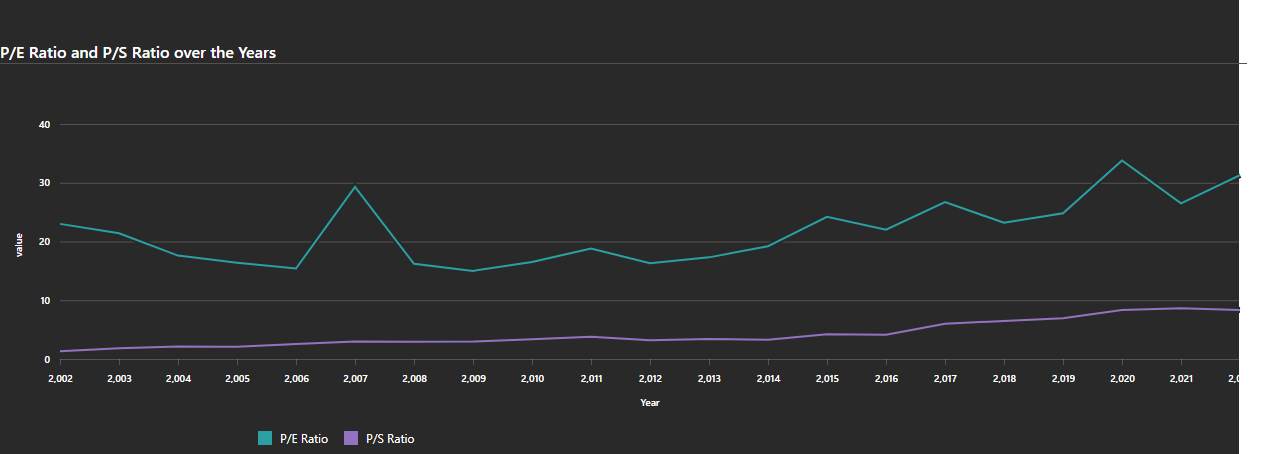 P/E Ratio and P/S Ratio over the Years
40
30
20
10
0
value
2,002 2,003 2,004 2,005 2,006 2,007 2,008 2,009 2,010 2,011 2,012 2,013 2,014 2,015 2,016 2,017 2,018 2,019 2,020 2,021
Year
P/E Ratio P/S Ratio